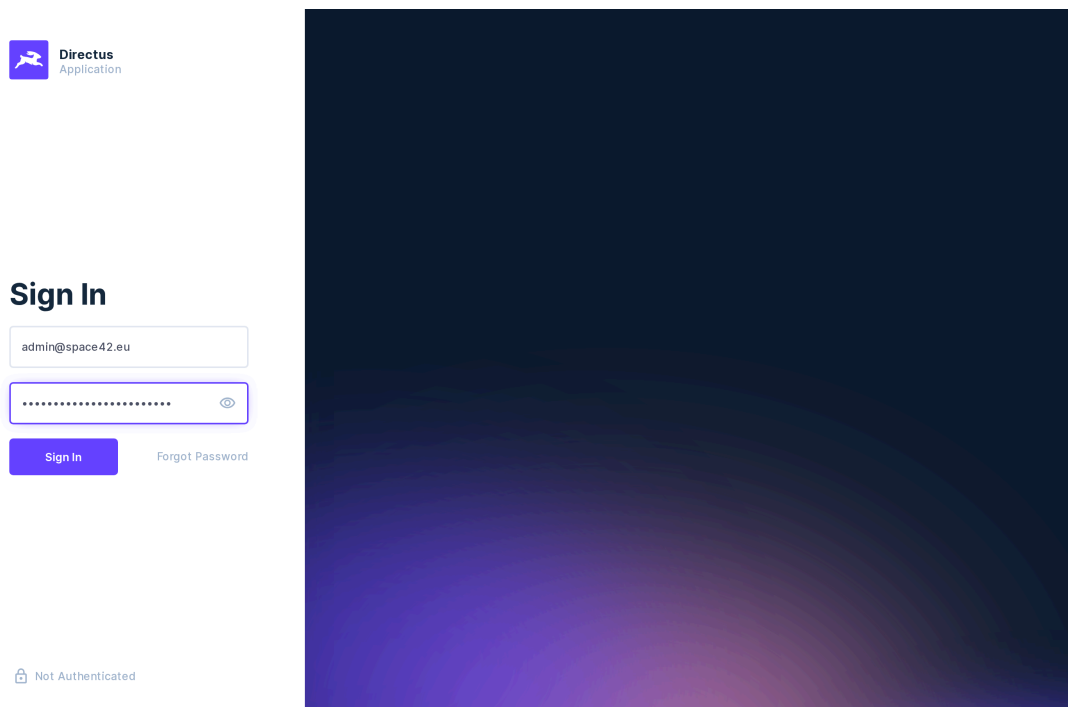 Directus
Application
Sign In
admin@space42.eu
••••••••••••••••••••••••
Sign In
Forgot Password
Not Authenticated